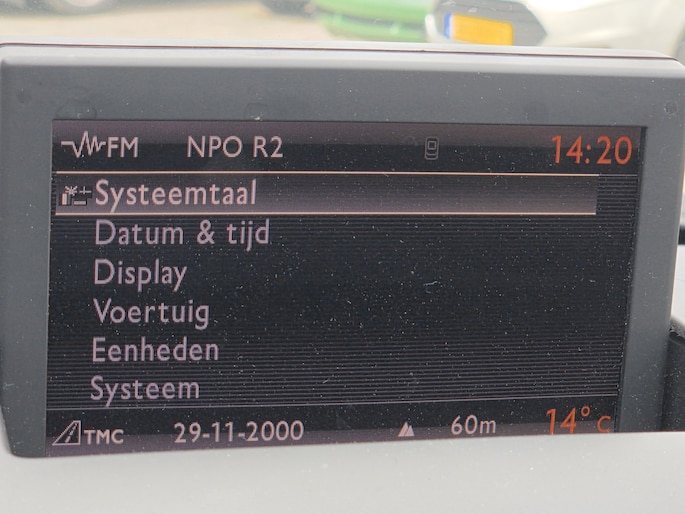 FM NPO R2 14:20
Systeemtaal
Datum & tijd
Display
Voertuig
Eenheden
Systeem
TMC 29-11-2000 60m 14° C